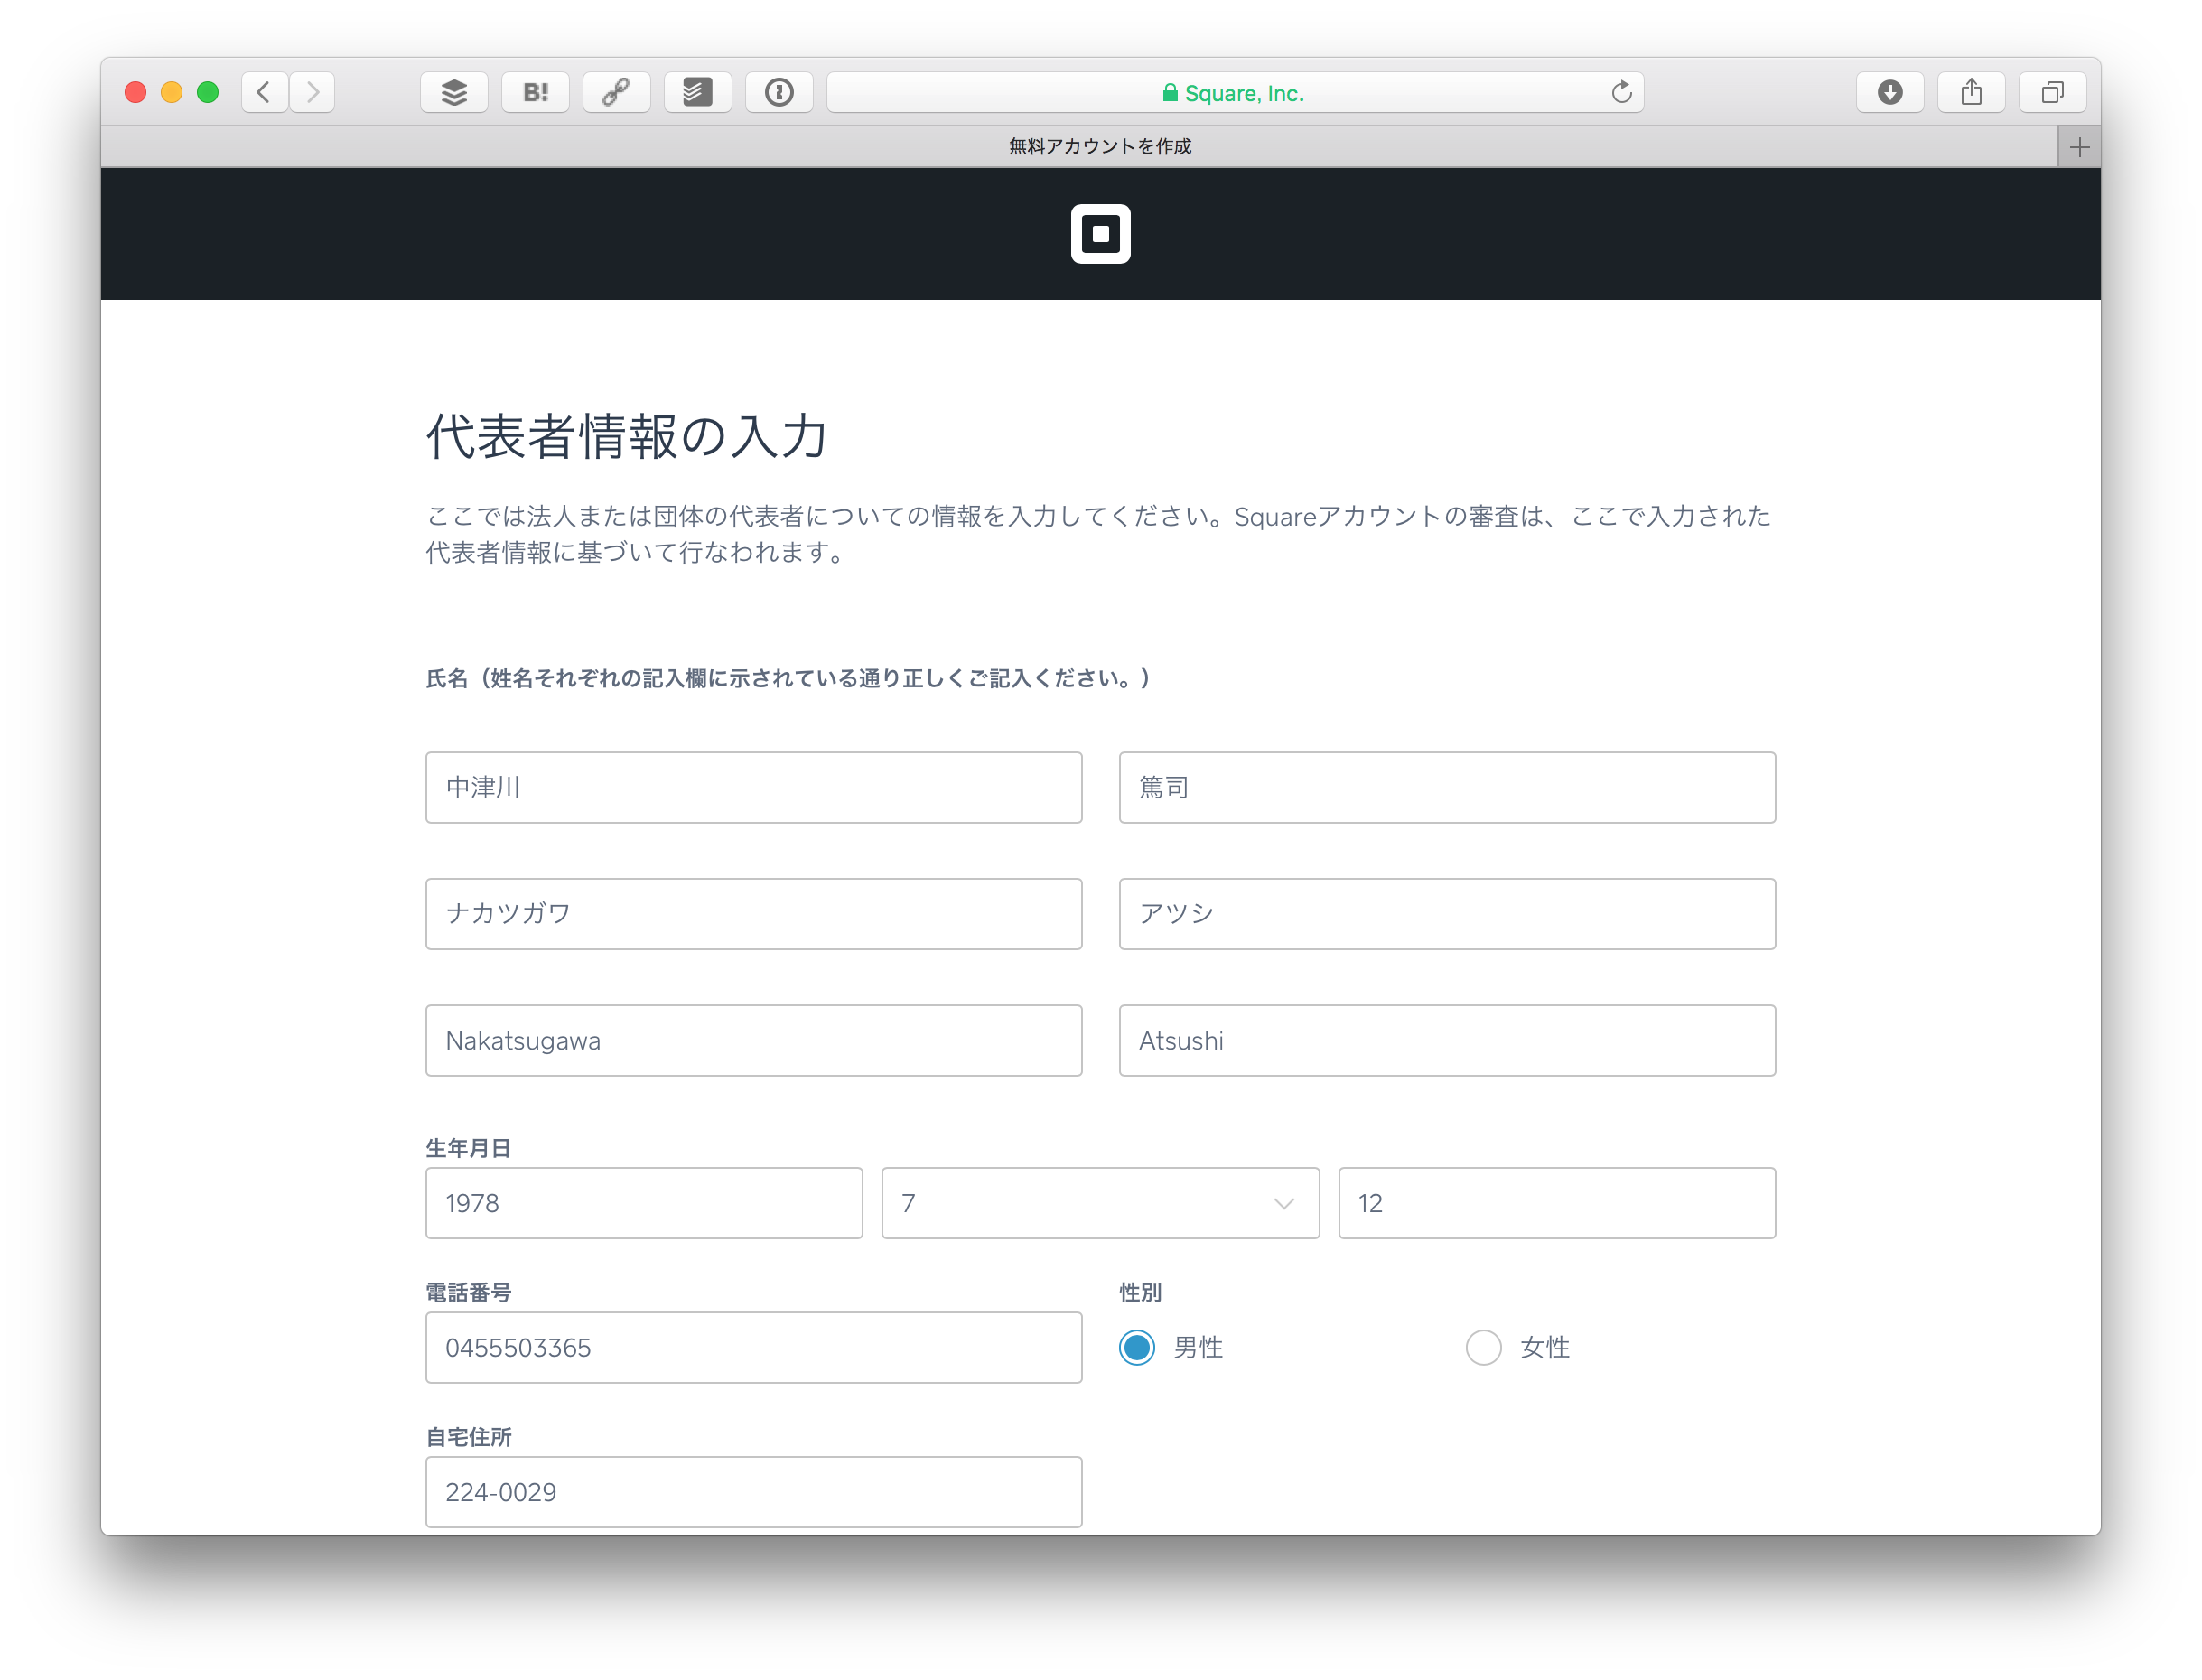 B!
Square, Inc.
無料アカウントを作成
代表者情報の入力
ここでは法人または団体の代表者についての情報を入力してください。Squareアカウントの審査は、ここで入力された
代表者情報に基づいて行なわれます。
氏名（姓名それぞれの記入欄に示されている通り正しくご記入ください。）
中津川 篤司
ナカツガワ アツシ
Nakatsugawa Atsushi
生年月日
1978 7 12
電話番号 性別
0455503365 男性 女性
自宅住所
224-0029